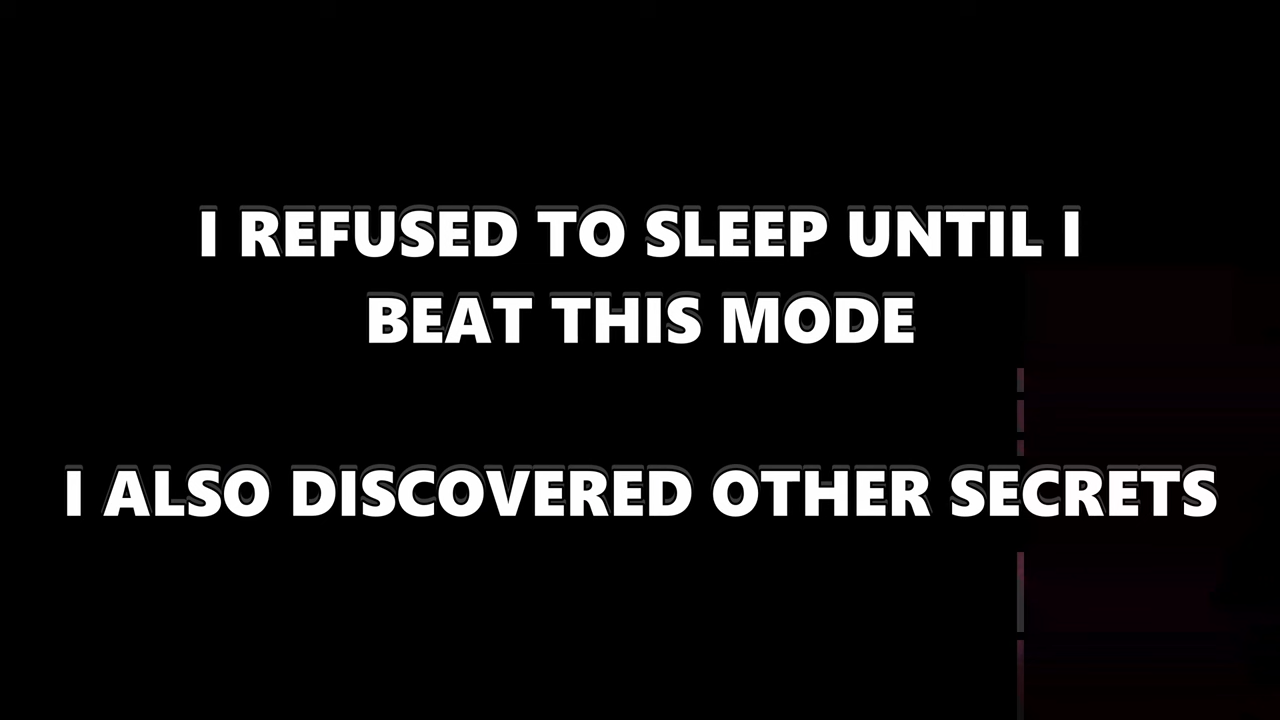 I REFUSED TO SLEEP UNTIL I
BEAT THIS MODE
I ALSO DISCOVERED OTHER SECRETS